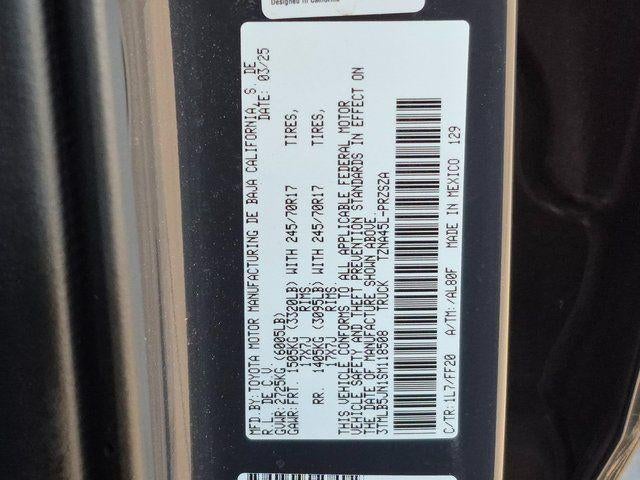 Designed in California
MFD.BY:TOYOTA MOTOR MANUFACTURING DE BAJA CALIFORNIA, S. DE
R.L. DE C.V. DATE: 03/25
GVWR: 2725KG (6005LB)
GAWR:FRT. 1505KG (3320LB) WITH 245/70R17 TIRES,
17X7J RIMS,
RR. 1405KG (3095LB) WITH 245/70R17 TIRES,
17X7J RIMS.
THIS VEHICLE CONFORMS TO ALL APPLICABLE FEDERAL MOTOR
VEHICLE SAFETY AND THEFT PREVENTION STANDARDS IN EFFECT ON
THE DATE OF MANUFACTURE SHOWN ABOVE.
3TMLB5JN1SM118508 TRUCK TZNA45L-PRZSZA
C/TR:1L7/FF20 A/TM:/AL80F MADE IN MEXICO 129